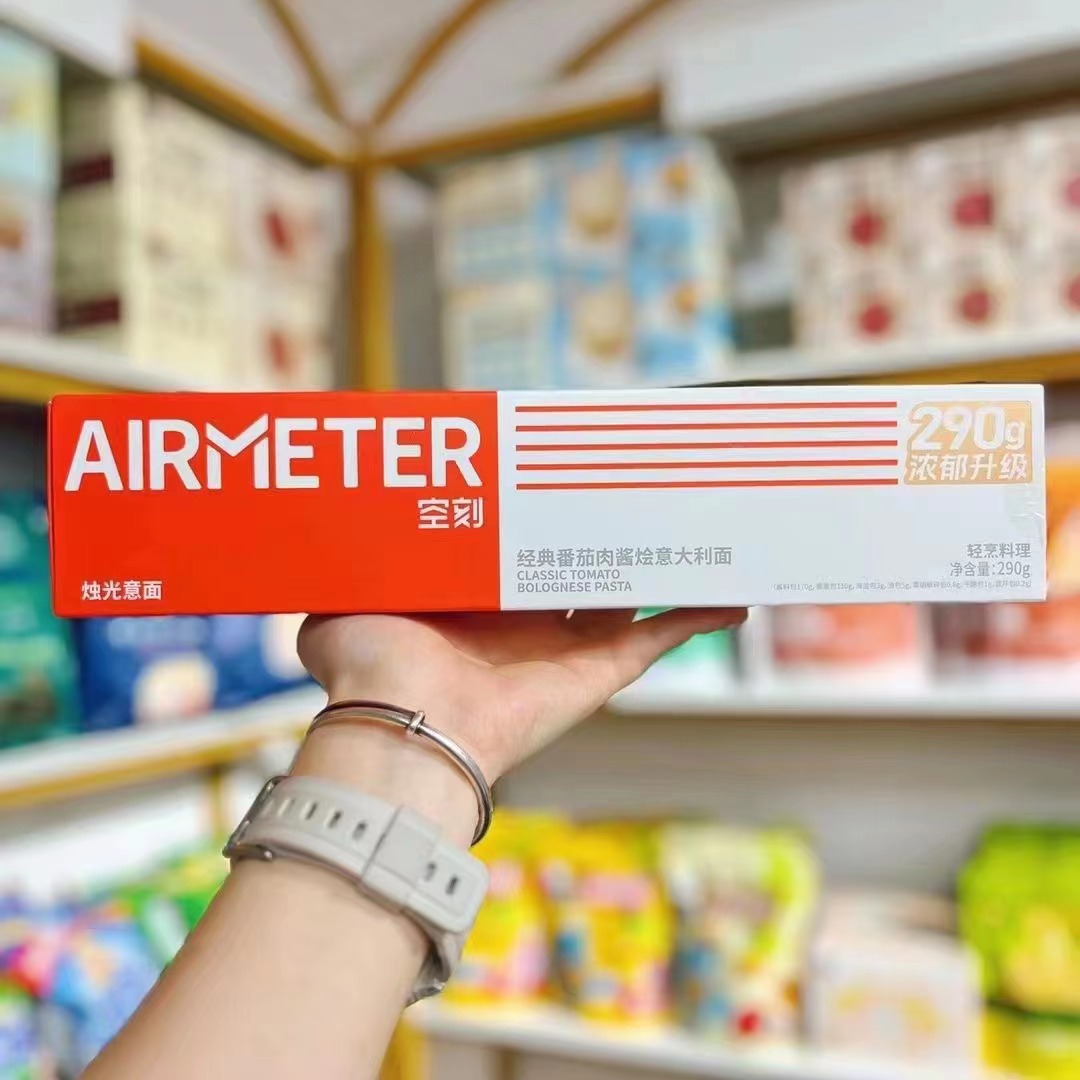 AIRMETER
空刻
烛光意面
290g
浓郁升级
经典番茄肉酱烩意大利面
CLASSIC TOMATO
BOLOGNESE PASTA
轻烹料理
净含量:290g